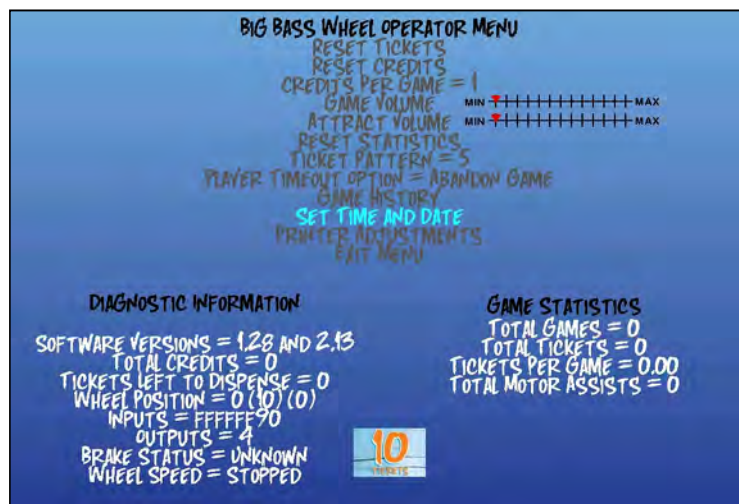 BIG BASS WHEEL OPERATOR MENU
RESET TICKETS
RESET CREDITS
CREDITS PER GAME = 1
GAME VOLUME MIN MAX
ATTRACT VOLUME MIN MAX
RESET STATISTICS
TICKET PATTERN = 5
PLAYER TIMEOUT OPTION = ABANDON GAME
GAME HISTORY
SET TIME AND DATE
PRINTER ADJUSTMENTS
EXIT MENU
DIAGNOSTIC INFORMATION
SOFTWARE VERSIONS = 1.28 AND 2.13
TOTAL CREDITS = 0
TICKETS LEFT TO DISPENSE = 0
WHEEL POSITION = 0 (10) (0)
INPUTS = FFFFFF90
OUTPUTS = 4
BRAKE STATUS = UNKNOWN
WHEEL SPEED = STOPPED
GAME STATISTICS
TOTAL GAMES = 0
TOTAL TICKETS = 0
TICKETS PER GAME = 0.00
TOTAL MOTOR ASSISTS = 0
10
TICKETS